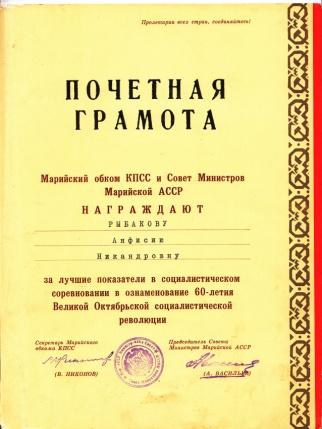 Пролетарии всех стран, соединяйтесь!
ПОЧЕТНАЯ
ГРАМОТА
Марийский обком КПСС и Совет Министров
Марийской АССР
НАГРАЖДАЮТ
РЫБАКОВУ
Анфисию
Никандровну
за лучшие показатели в социалистическом
соревновании в ознаменование 60-летия
Великой Октябрьской социалистической
революции
Секретарь Марийского
обкома КПСС
Председатель Совета
Министров Марийской АССР
(В. НИКОНОВ)
(А. ВАСИЛЬЕВ)